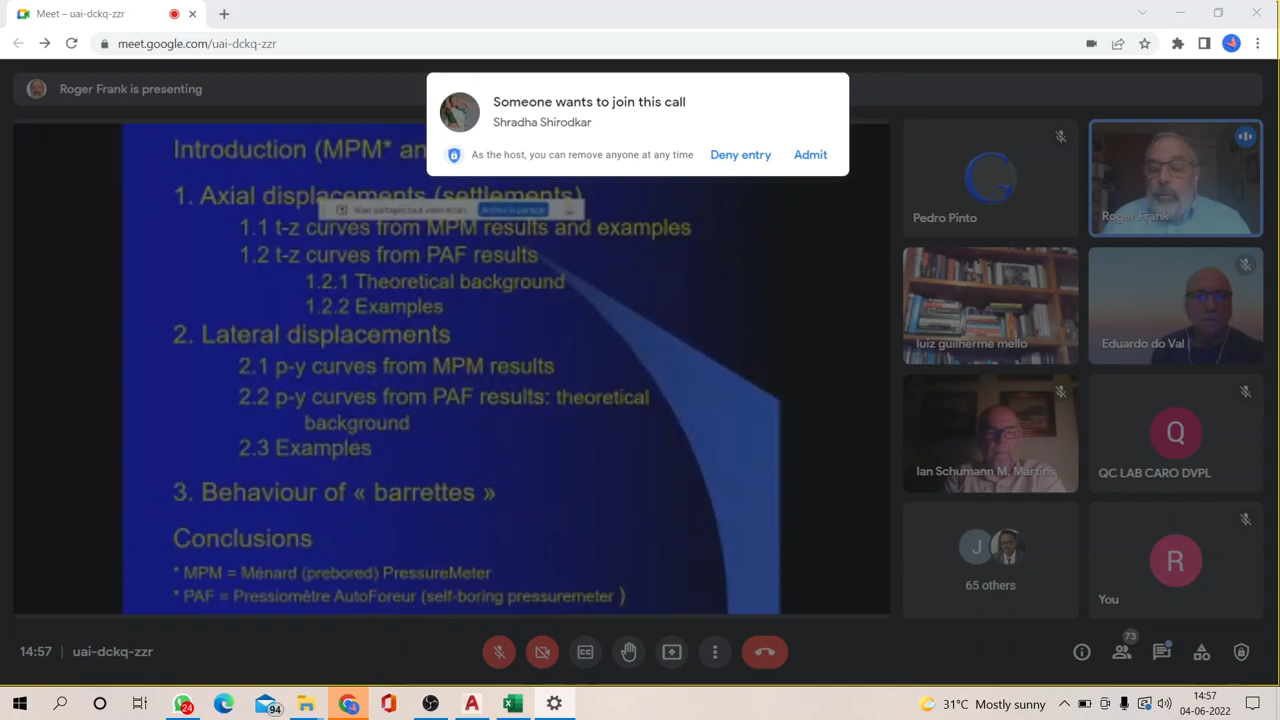 Meet – uai-dckq-zzr
meet.google.com/uai-dckq-zzr
Roger Frank is presenting
Someone wants to join this call
Shradha Shirodkar
As the host, you can remove anyone at any time
Deny entry
Admit
Introduction (MPM* an
1. Axial displacements (settlements)
Vous partagez tout votre écran
1.1 t-z curves from MPM results and examples
1.2 t-z curves from PAF results
1.2.1 Theoretical background
1.2.2 Examples
2. Lateral displacements
2.1 p-y curves from MPM results
2.2 p-y curves from PAF results: theoretical
background
2.3 Examples
3. Behaviour of « barrettes »
Conclusions
* MPM = Ménard (prebored) PressureMeter
* PAF = Pressiomètre AutoForeur (self-boring pressuremeter )
Pedro Pinto
Roger Frank
luiz guilherme mello
Eduardo do Val
Ian Schumann M. Martins
Q
QC LAB CARO DVPL
J
65 others
R
You
14:57 | uai-dckq-zzr
73
24
94
31°C Mostly sunny
14:57
04-06-2022